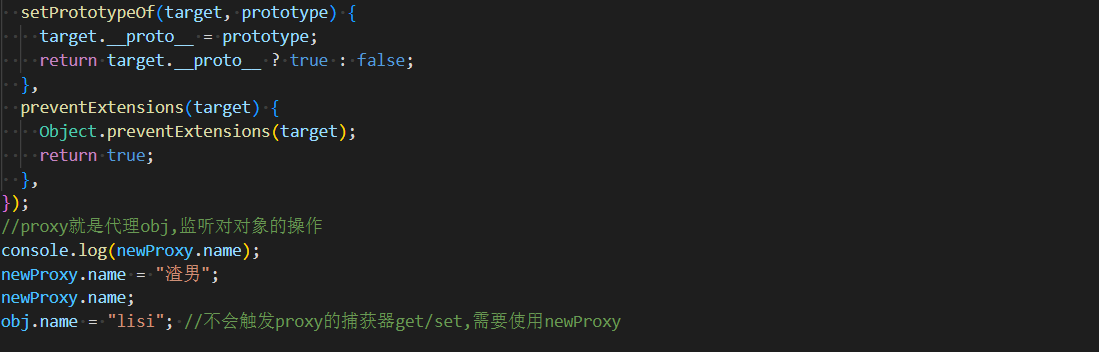 setPrototypeOf(target, prototype) {
target.__proto__ = prototype;
return target.__proto__ ? true : false;
},
preventExtensions(target) {
Object.preventExtensions(target);
return true;
},
});
//proxy就是代理obj,监听对对象的操作
console.log(newProxy.name);
newProxy.name = "渣男";
newProxy.name;
obj.name = "lisi"; //不会触发proxy的捕获器get/set,需要使用newProxy